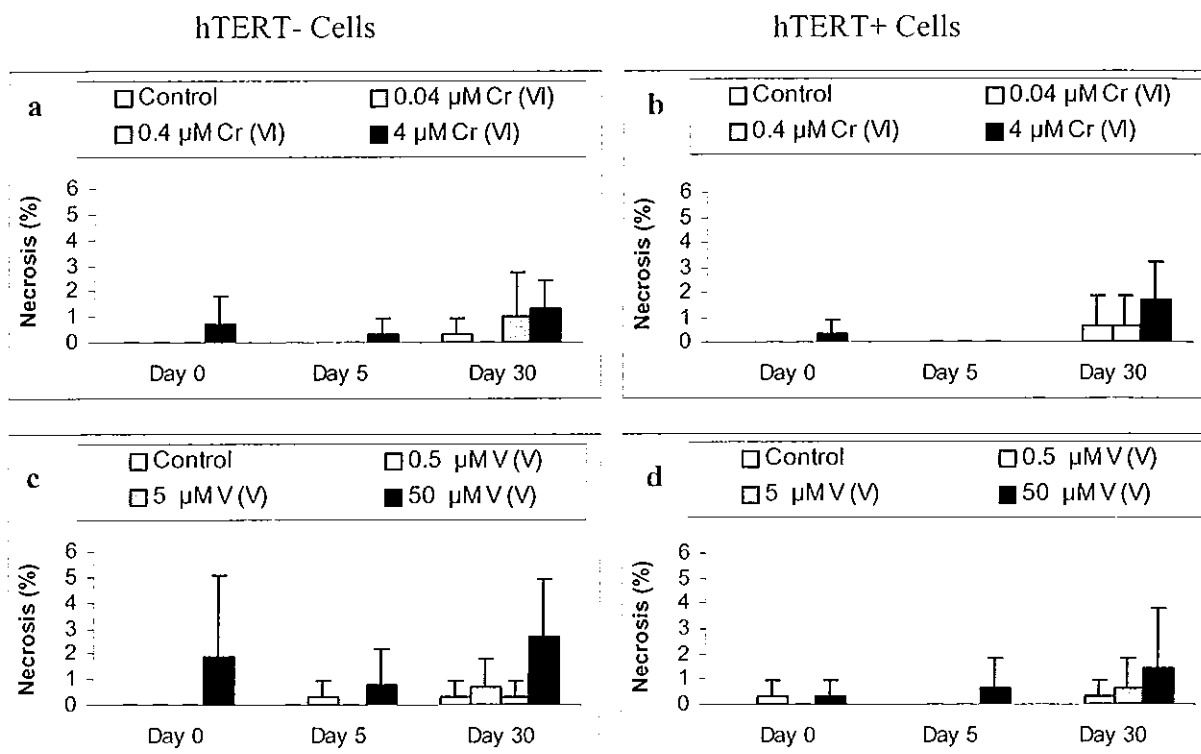 hTERT- Cells
hTERT+ Cells
a
Control
0.04 µM Cr (VI)
0.4 µM Cr (VI)
4 µM Cr (VI)
Necrosis (%)
6
5
4
3
2
1
0
Day 0
Day 5
Day 30
b
Control
0.04 µM Cr (VI)
0.4 µM Cr (VI)
4 µM Cr (VI)
Necrosis (%)
6
5
4
3
2
1
0
Day 0
Day 5
Day 30
c
Control
0.5 µM V (V)
5 µM V (V)
50 µM V (V)
Necrosis (%)
6
5
4
3
2
1
0
Day 0
Day 5
Day 30
d
Control
0.5 µM V (V)
5 µM V (V)
50 µM V (V)
Necrosis (%)
6
5
4
3
2
1
0
Day 0
Day 5
Day 30